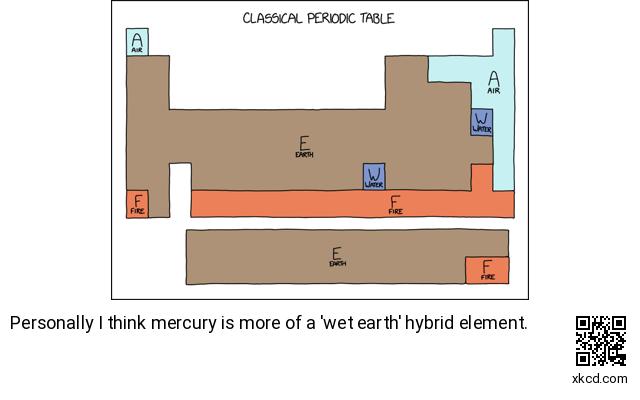 CLASSICAL PERIODIC TABLE
A
AIR
A
AIR
W
WATER
E
EARTH
W
WATER
F
FIRE
F
FIRE
E
EARTH
F
FIRE
Personally I think mercury is more of a 'wet earth' hybrid element.
xkcd.com